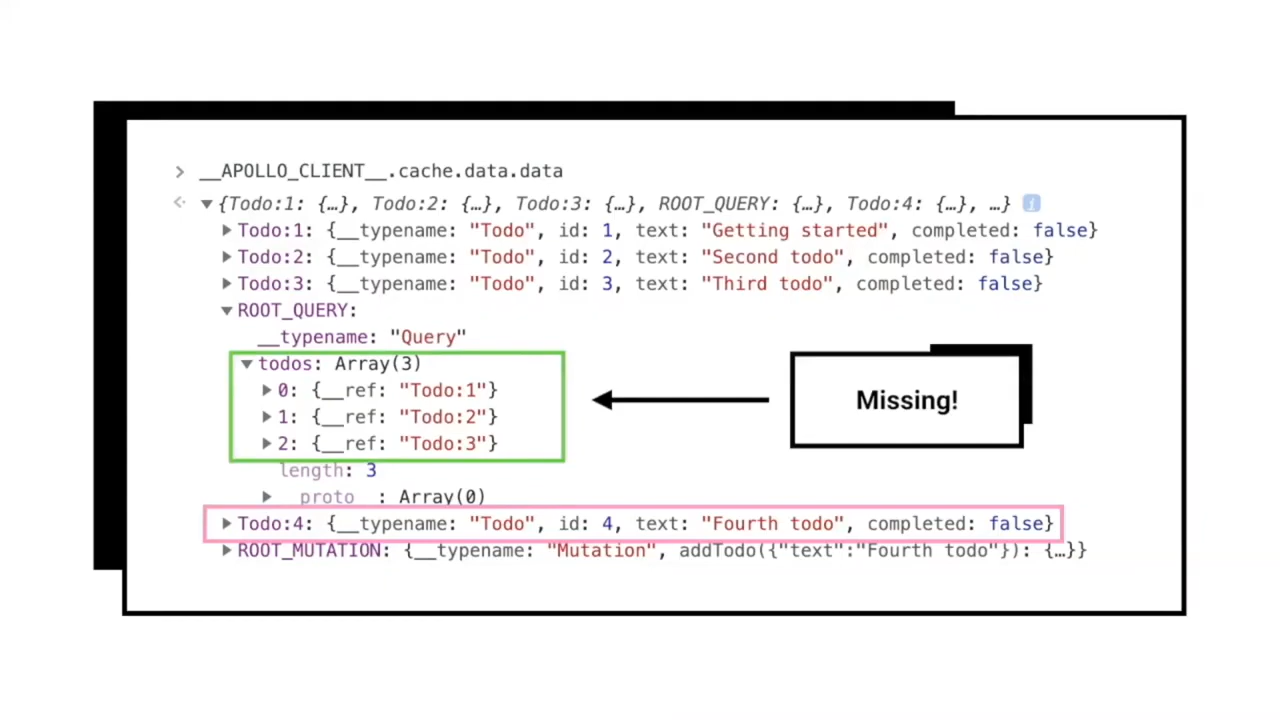 > __APOLLO_CLIENT__.cache.data.data
{Todo:1: {…}, Todo:2: {…}, Todo:3: {…}, ROOT_QUERY: {…}, Todo:4: {…}, …} i
Todo:1: {__typename: "Todo", id: 1, text: "Getting started", completed: false}
Todo:2: {__typename: "Todo", id: 2, text: "Second todo", completed: false}
Todo:3: {__typename: "Todo", id: 3, text: "Third todo", completed: false}
ROOT_QUERY:
__typename: "Query"
todos: Array(3)
0: {__ref: "Todo:1"}
1: {__ref: "Todo:2"}
2: {__ref: "Todo:3"}
length: 3
__proto__: Array(0)
Todo:4: {__typename: "Todo", id: 4, text: "Fourth todo", completed: false}
ROOT_MUTATION: {__typename: "Mutation", addTodo({"text":"Fourth todo"}): {…}}
Missing!